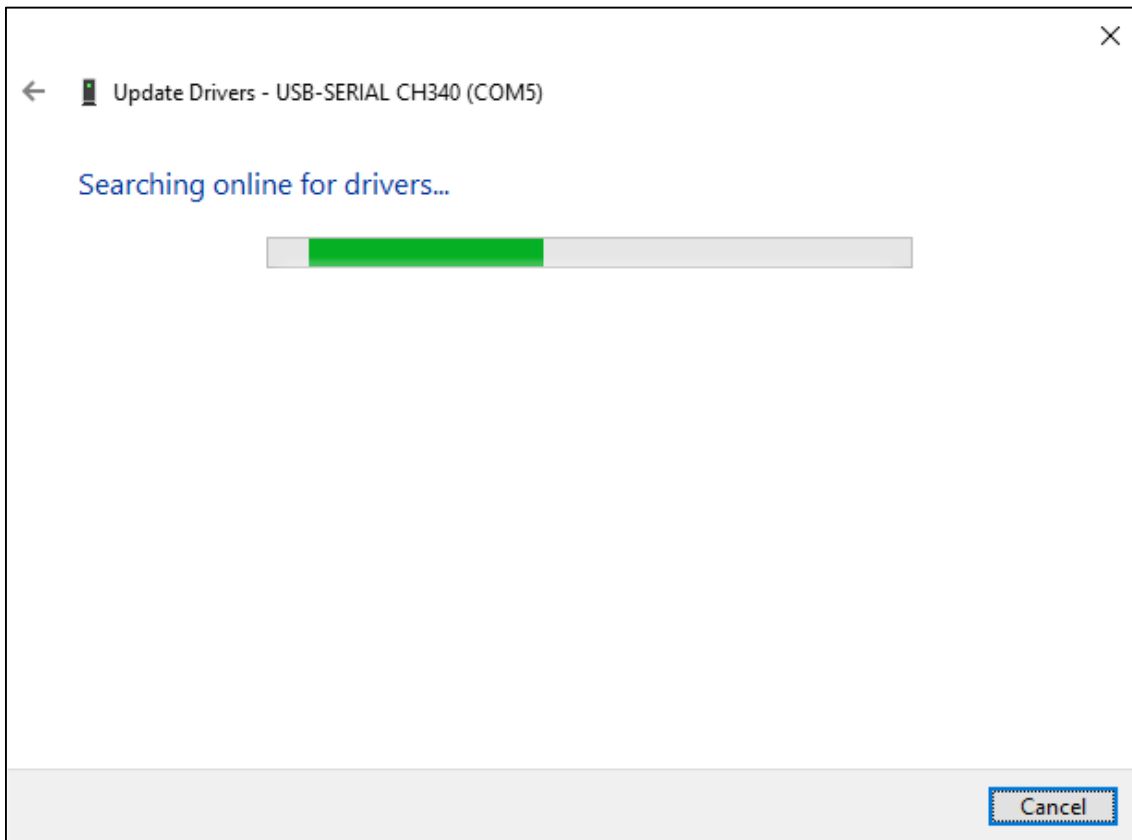 Update Drivers - USB-SERIAL CH340 (COM5)
Searching online for drivers...
Cancel